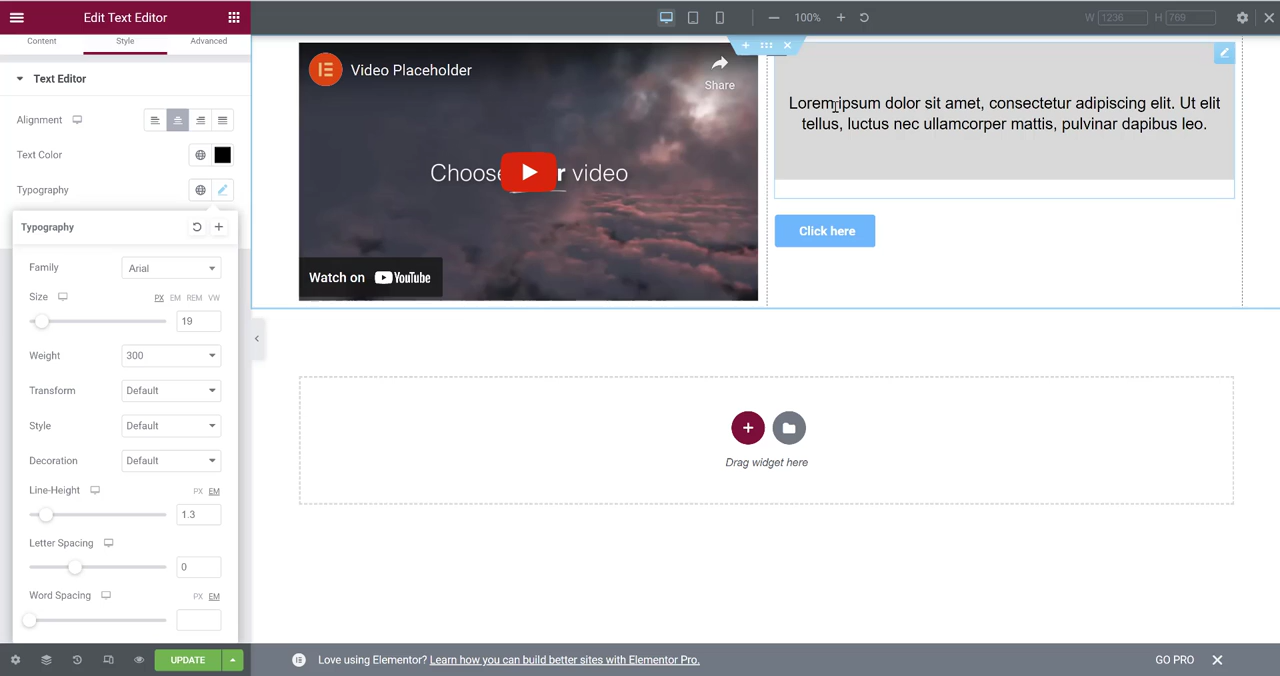 Edit Text Editor
100%
W 1236 H 769
Content Style Advanced
Text Editor
Alignment
Text Color
Typography
Typography
Family Arial
Size PX EM REM VW
19
Weight 300
Transform Default
Style Default
Decoration Default
Line-Height PX EM
1.3
Letter Spacing
0
Word Spacing PX EM
UPDATE
Video Placeholder
Share
Choose r video
Watch on YouTube
Lorem ipsum dolor sit amet, consectetur adipiscing elit. Ut elit
tellus, luctus nec ullamcorper mattis, pulvinar dapibus leo.
Click here
Drag widget here
Love using Elementor? Learn how you can build better sites with Elementor Pro.
GO PRO